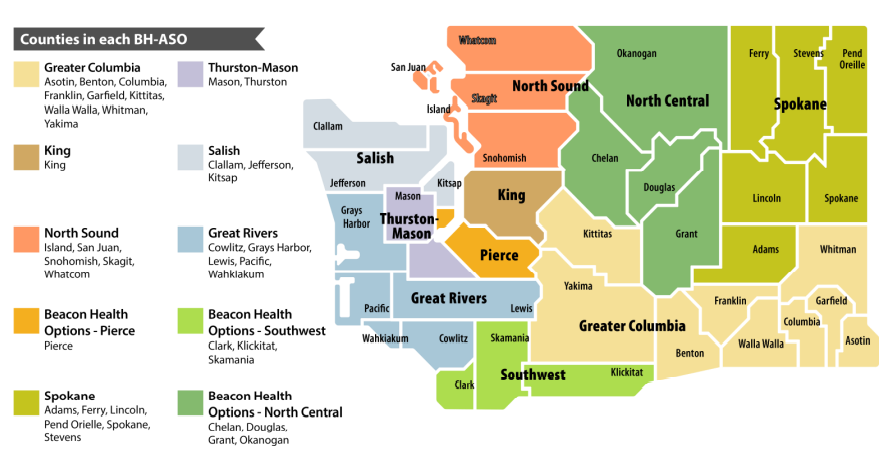 Counties in each BH-ASO
Greater Columbia
Asotin, Benton, Columbia,
Franklin, Garfield, Kittitas,
Walla Walla, Whitman,
Yakima
Thurston-Mason
Mason, Thurston
King
King
Salish
Clallam, Jefferson,
Kitsap
North Sound
Island, San Juan,
Snohomish, Skagit,
Whatcom
Great Rivers
Cowlitz, Grays Harbor,
Lewis, Pacific,
Wahkiakum
Beacon Health
Options - Pierce
Pierce
Beacon Health
Options - Southwest
Clark, Klickitat,
Skamania
Spokane
Adams, Ferry, Lincoln,
Pend Orielle, Spokane,
Stevens
Beacon Health
Options - North Central
Chelan, Douglas,
Grant, Okanogan
Whatcom
San Juan
Skagit
North Sound
Island
Snohomish
Okanogan
North Central
Ferry
Stevens
Pend
Oreille
Spokane
Clallam
Salish
Jefferson
Kitsap
Chelan
Douglas
Lincoln
Spokane
Mason
King
Grays
Harbor
Thurston-
Mason
Kittitas
Grant
Adams
Whitman
Pierce
Yakima
Great Rivers
Pacific
Lewis
Greater Columbia
Franklin
Garfield
Columbia
Wahkiakum
Cowlitz
Skamania
Benton
Walla Walla
Asotin
Clark
Southwest
Klickitat